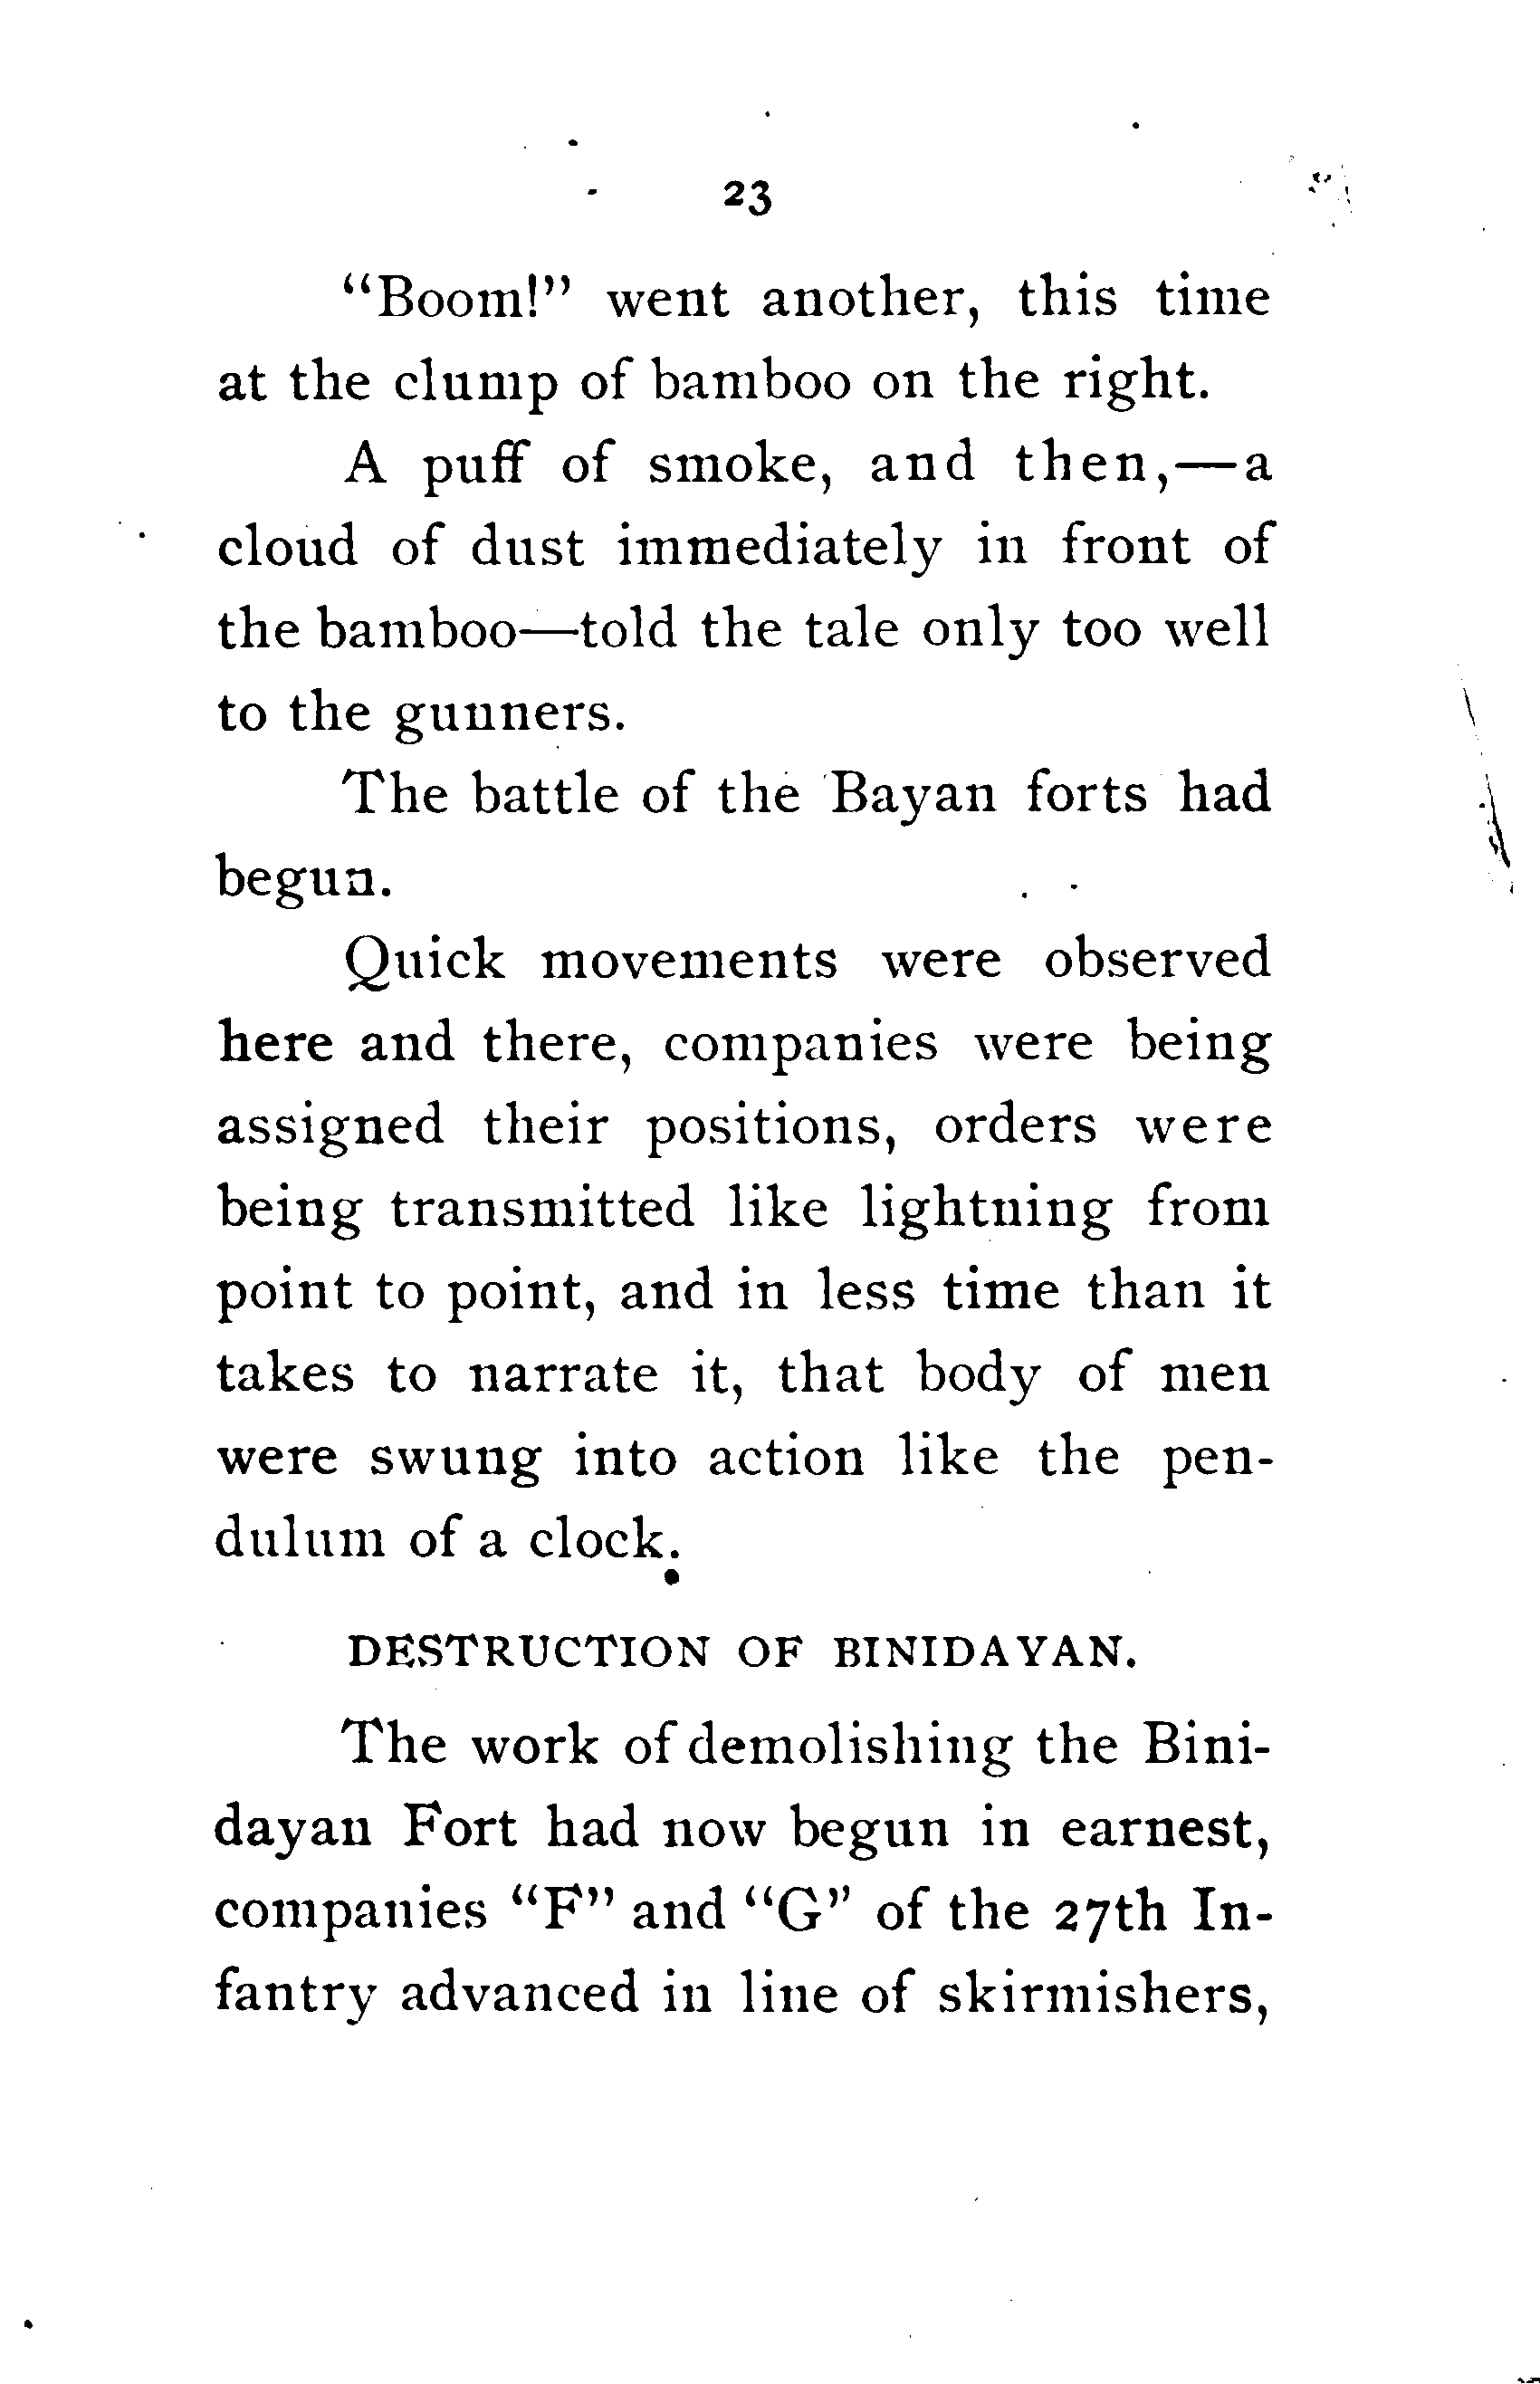 23
"Boom!" went another, this time
at the clump of bamboo on the right.
A puff of smoke, and then,—a
cloud of dust immediately in front of
the bamboo—told the tale only too well
to the gunners.
The battle of the Bayan forts had
begun.
Quick movements were observed
here and there, companies were being
assigned their positions, orders were
being transmitted like lightning from
point to point, and in less time than it
takes to narrate it, that body of men
were swung into action like the pen-
dulum of a clock.
DESTRUCTION OF BINIDAYAN.
The work of demolishing the Bini-
dayan Fort had now begun in earnest,
companies "F" and "G" of the 27th In-
fantry advanced in line of skirmishers,